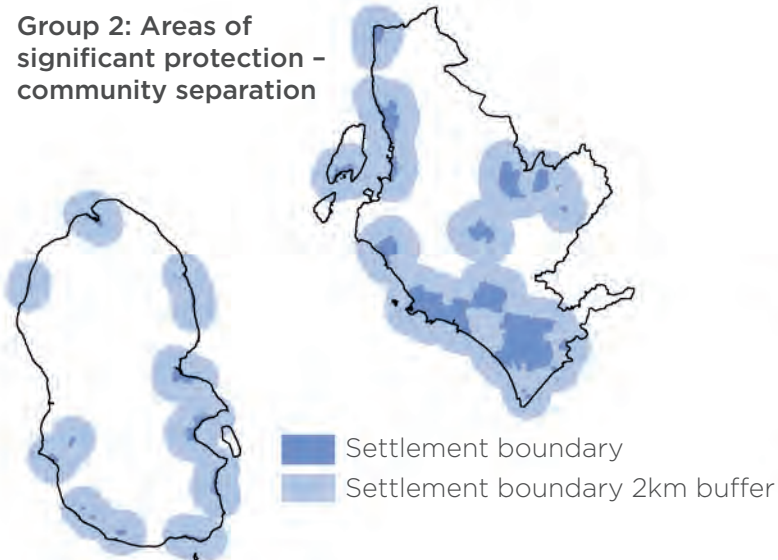 Group 2: Areas of
significant protection –
community separation
Settlement boundary
Settlement boundary 2km buffer